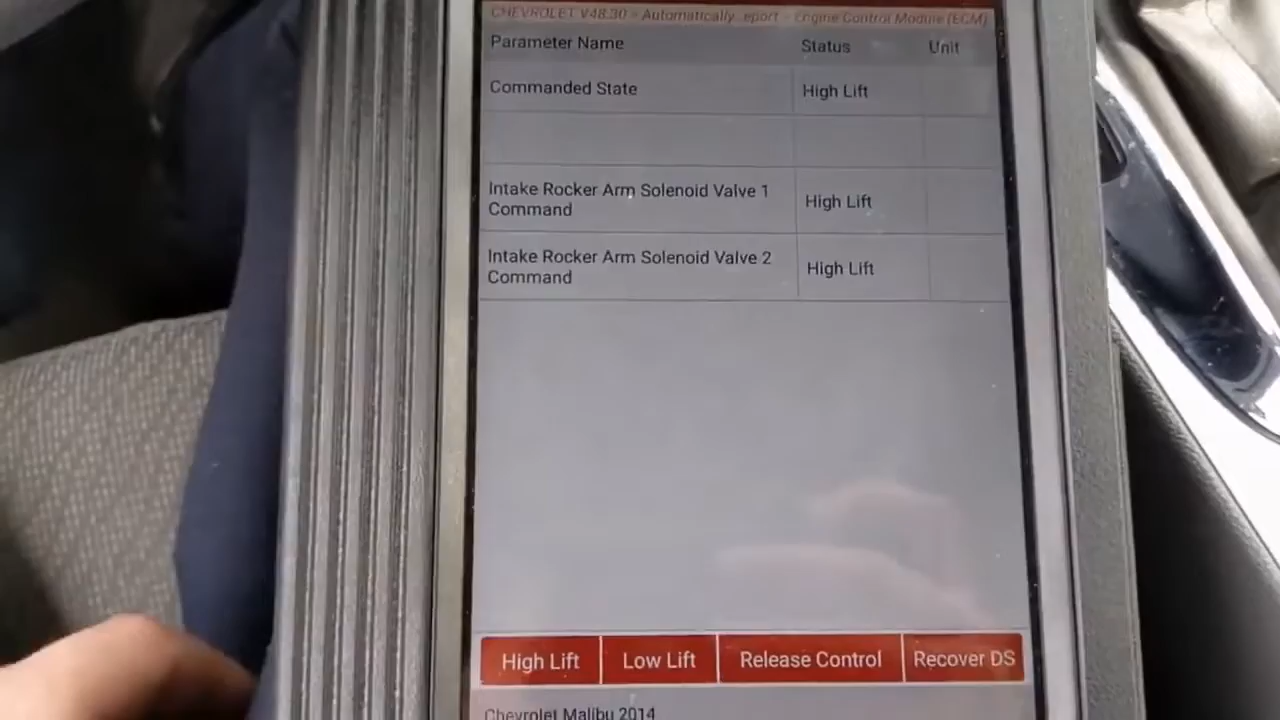 CHEVROLET V48.30 > Automatically...eport - Engine Control Module (ECM)
Parameter Name Status Unit
Commanded State High Lift
Intake Rocker Arm Solenoid Valve 1
Command High Lift
Intake Rocker Arm Solenoid Valve 2
Command High Lift
High Lift Low Lift Release Control Recover DS
Chevrolet Malibu 2014